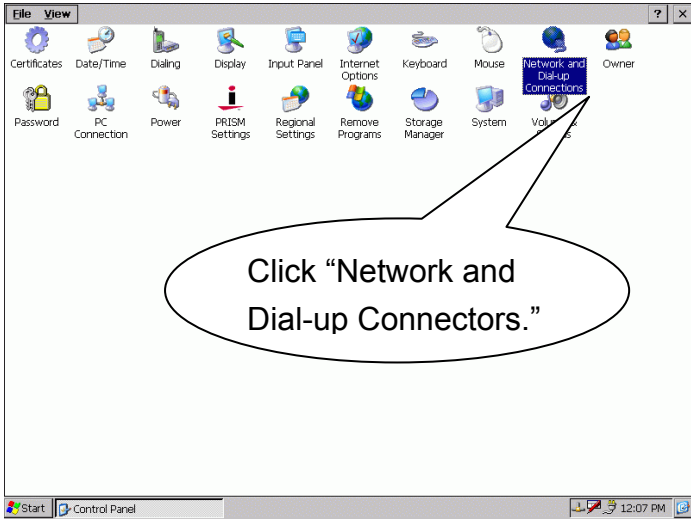 File View ? ×
Certificates Date/Time Dialing Display Input Panel Internet Options Keyboard Mouse Network and Dial-up Connections Owner
Password PC Connection Power PRISM Settings Regional Settings Remove Programs Storage Manager System
Click “Network and
Dial-up Connectors.”
Start Control Panel 12:07 PM